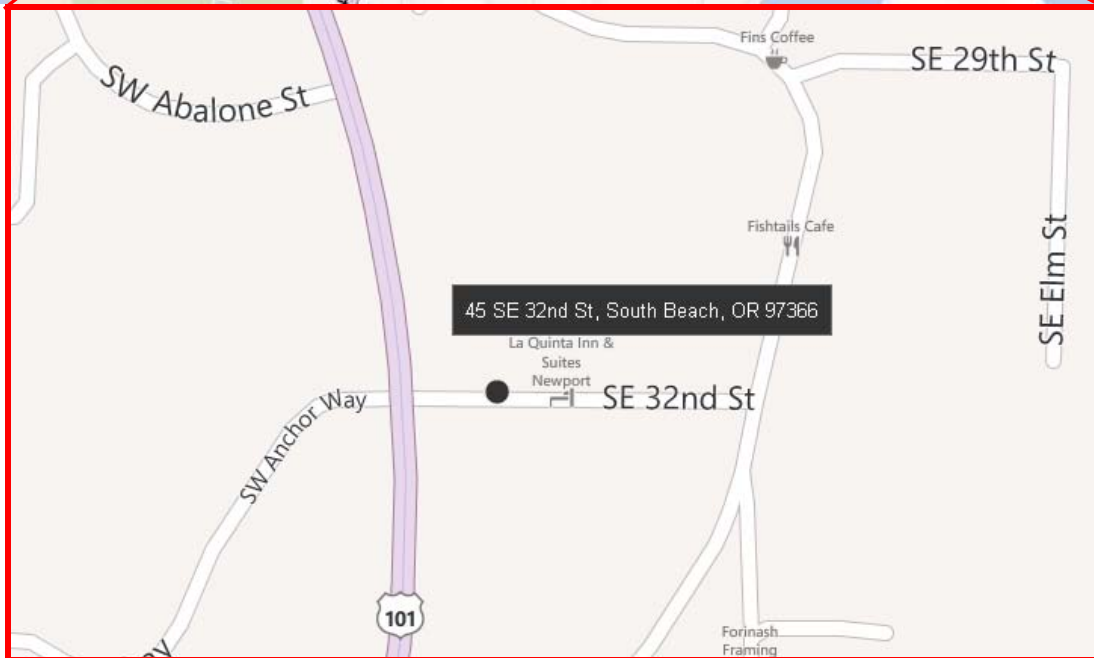 Fins Coffee
SE 29th St
SW Abalone St
Fishtails Cafe
SE Elm St
45 SE 32nd St, South Beach, OR 97366
La Quinta Inn &
Suites
Newport
SE 32nd St
SW Anchor Way
101
Forinash
Framing